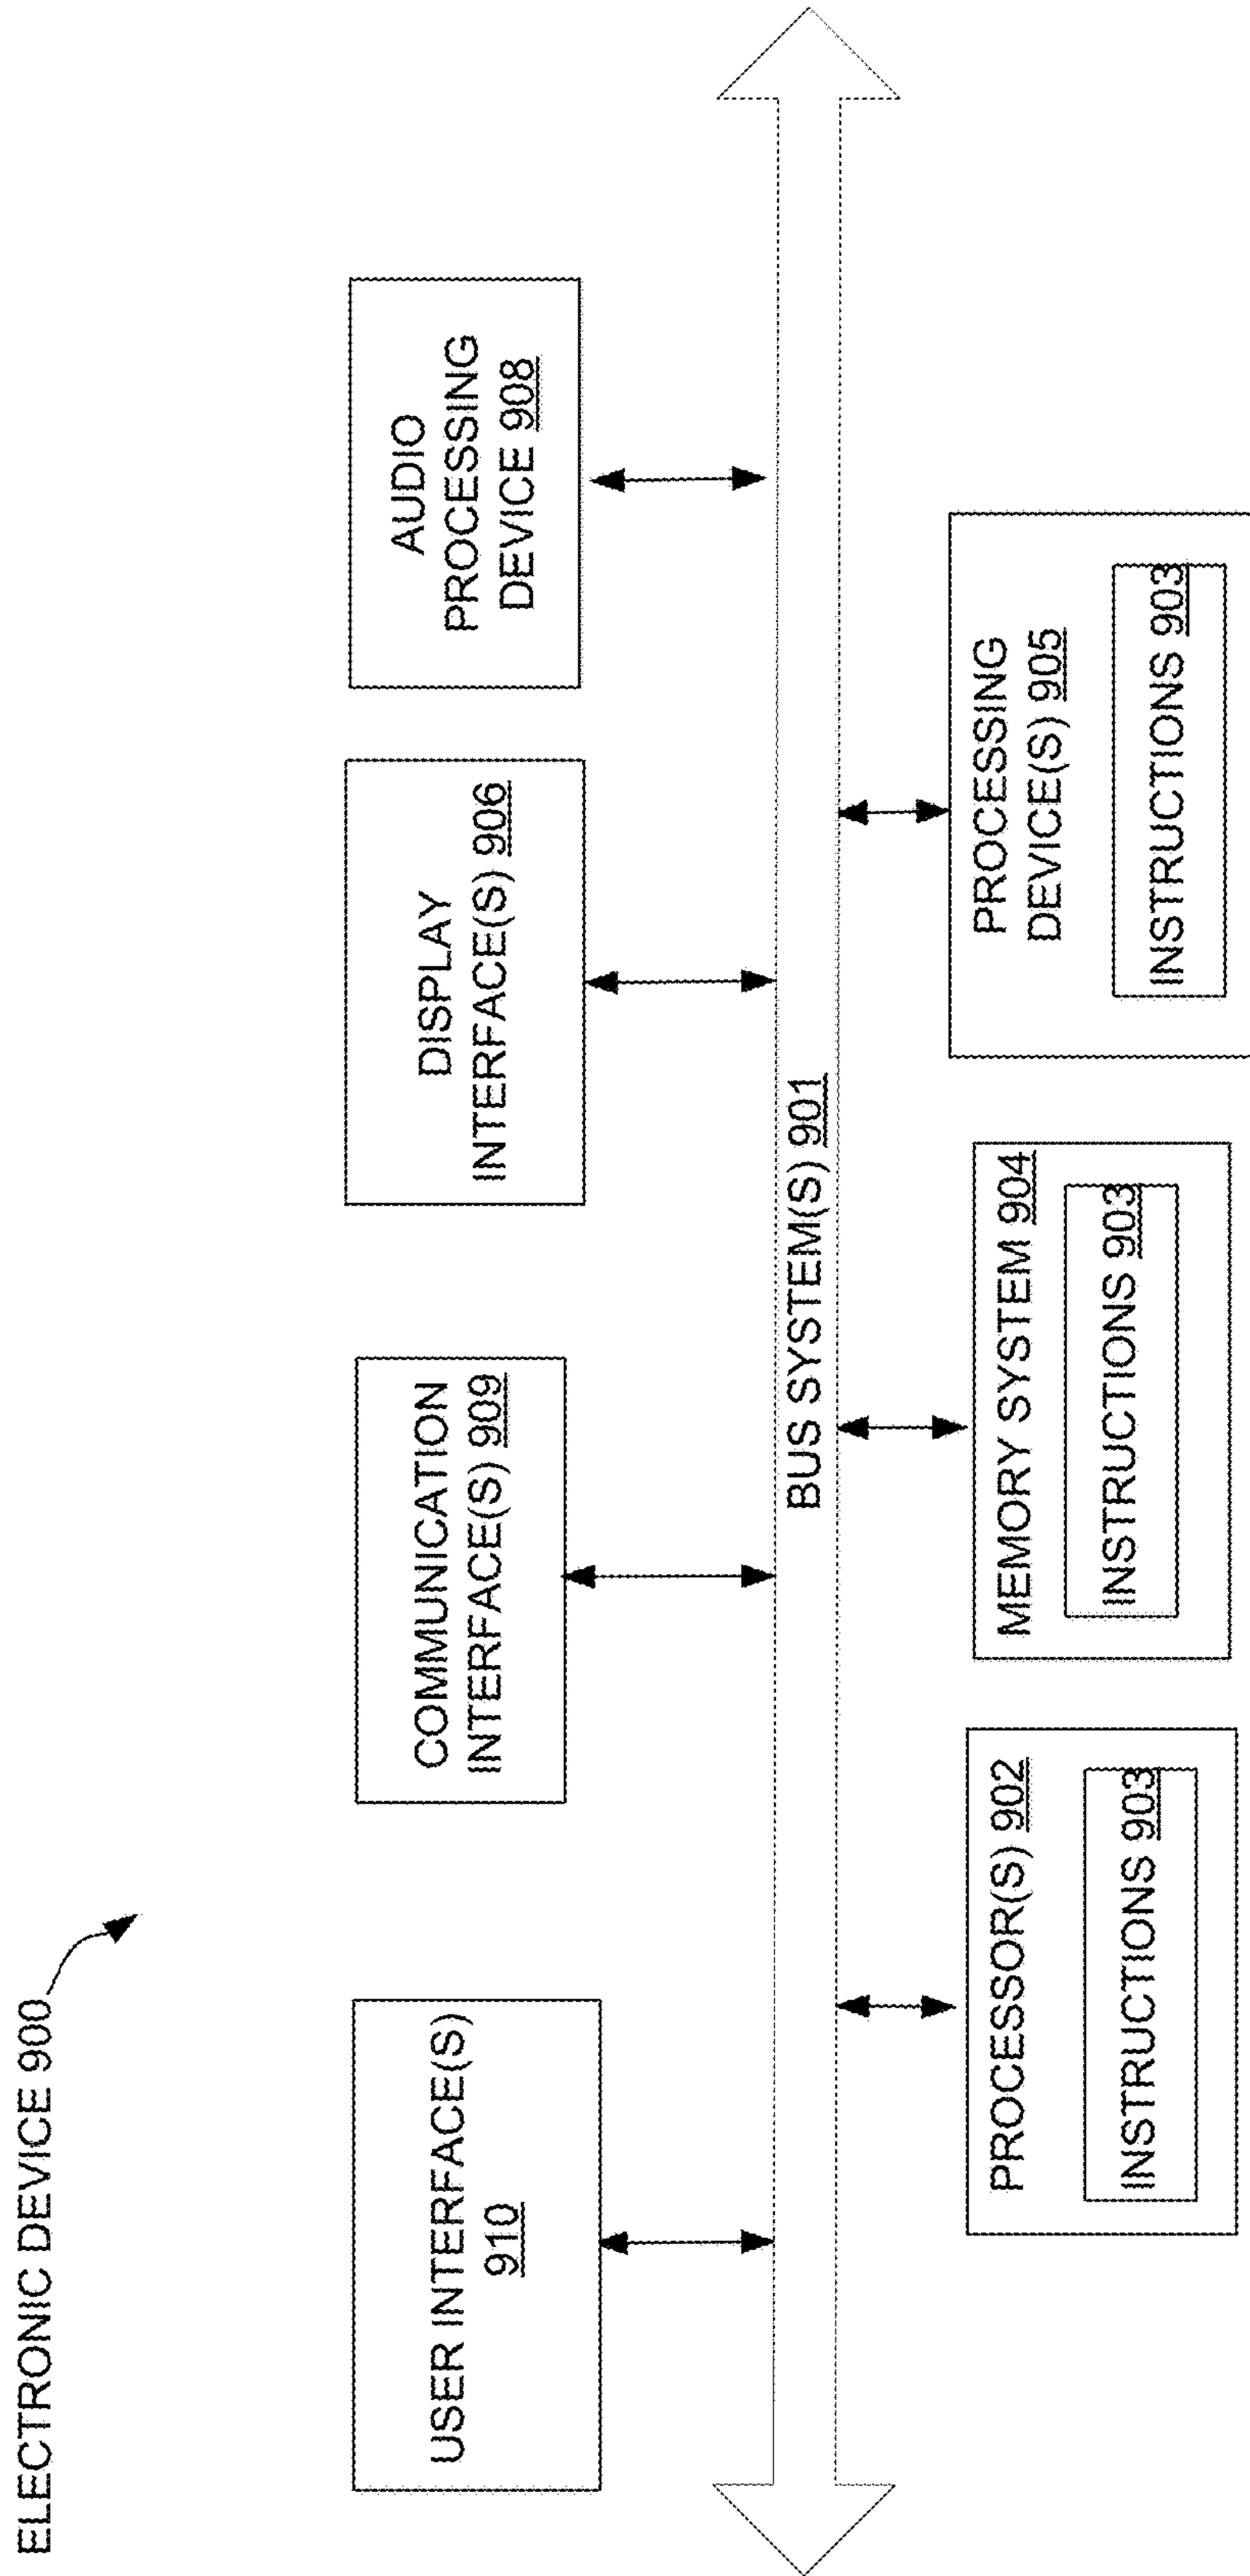 ELECTRONIC DEVICE 900
USER INTERFACE(S)
910
COMMUNICATION
INTERFACE(S) 909
DISPLAY
INTERFACE(S) 906
AUDIO
PROCESSING
DEVICE 908
BUS SYSTEM(S) 901
PROCESSOR(S) 902
INSTRUCTIONS 903
MEMORY SYSTEM 904
INSTRUCTIONS 903
PROCESSING
DEVICE(S) 905
INSTRUCTIONS 903